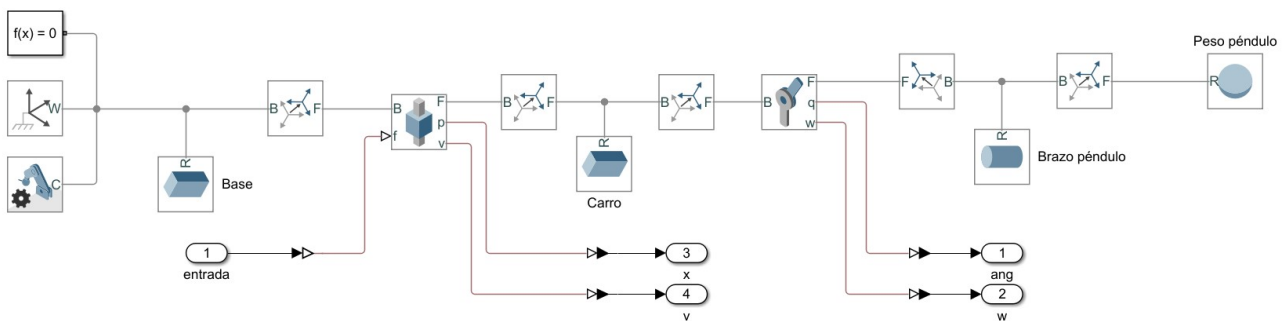 f(x) = 0
Peso péndulo
W
B F
B
F
p
v
f
B F
B F
B
F
q
w
F B
B F
R
C
R
Base
R
Carro
R
Brazo péndulo
1
entrada
3
x
1
ang
4
v
2
w